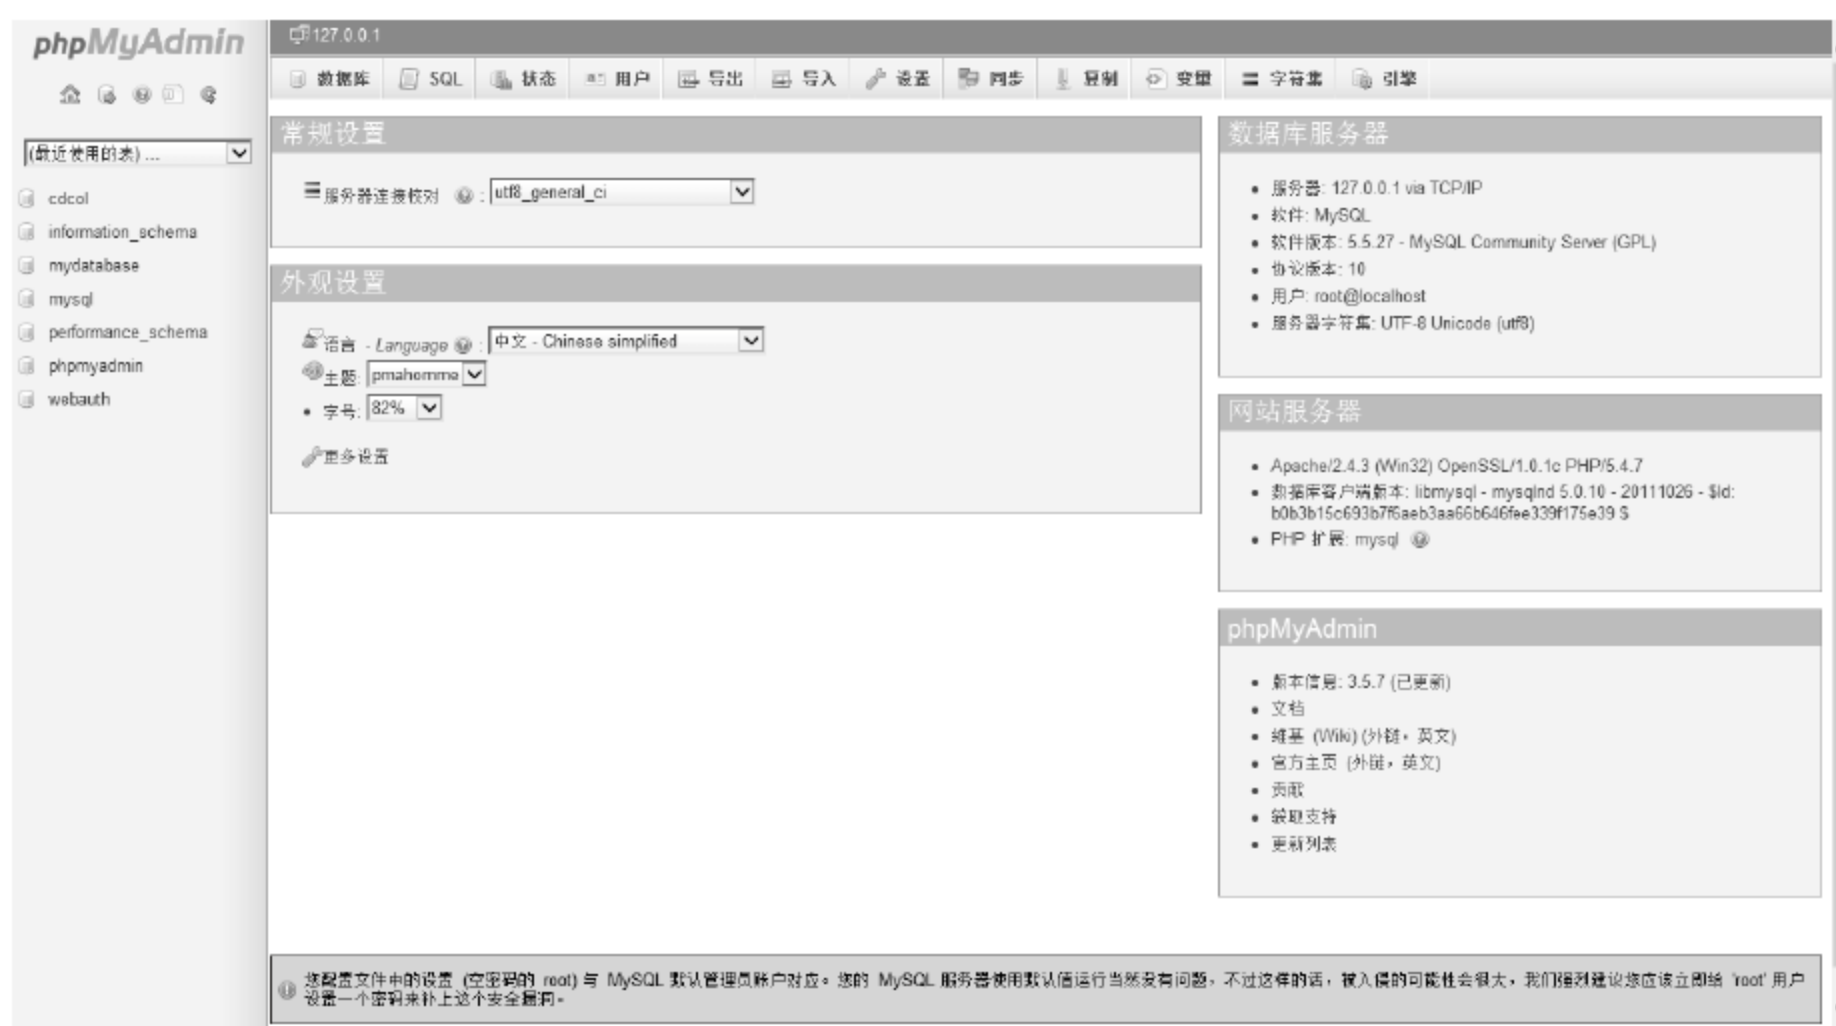 phpMyAdmin
(最近使用的表) ...
cdcol
information_schema
mydatabase
mysql
performance_schema
phpmyadmin
webauth
127.0.0.1
数据库 SQL 状态 用户 导出 导入 设置 同步 复制 变量 字符集 引擎
常规设置
服务器连接校对 : utf8_general_ci
外观设置
语言 - Language : 中文 - Chinese simplified
主题: pmahomme
字号: 82%
更多设置
数据库服务器
• 服务器: 127.0.0.1 via TCP/IP
• 软件: MySQL
• 软件版本: 5.5.27 - MySQL Community Server (GPL)
• 协议版本: 10
• 用户: root@localhost
• 服务器字符集: UTF-8 Unicode (utf8)
网站服务器
• Apache/2.4.3 (Win32) OpenSSL/1.0.1c PHP/5.4.7
• 数据库客户端版本: libmysql - mysqlnd 5.0.10 - 20111026 - $Id:
b0b3b15c693b7f6aeb3aa66b646fee339f175e39 $
• PHP 扩展: mysql
phpMyAdmin
• 版本信息: 3.5.7 (已更新)
• 文档
• 维基 (Wiki) (外链，英文)
• 官方主页 (外链，英文)
• 贡献
• 获取支持
• 更新列表
您配置文件中的设置 (空密码的 root) 与 MySQL 默认管理员账户对应。您的 MySQL 服务器使用默认值运行当然没有问题，不过这样的话，被入侵的可能性会很大，我们强烈建议您应该立即给 'root' 用户
设置一个密码来补上这个安全漏洞。